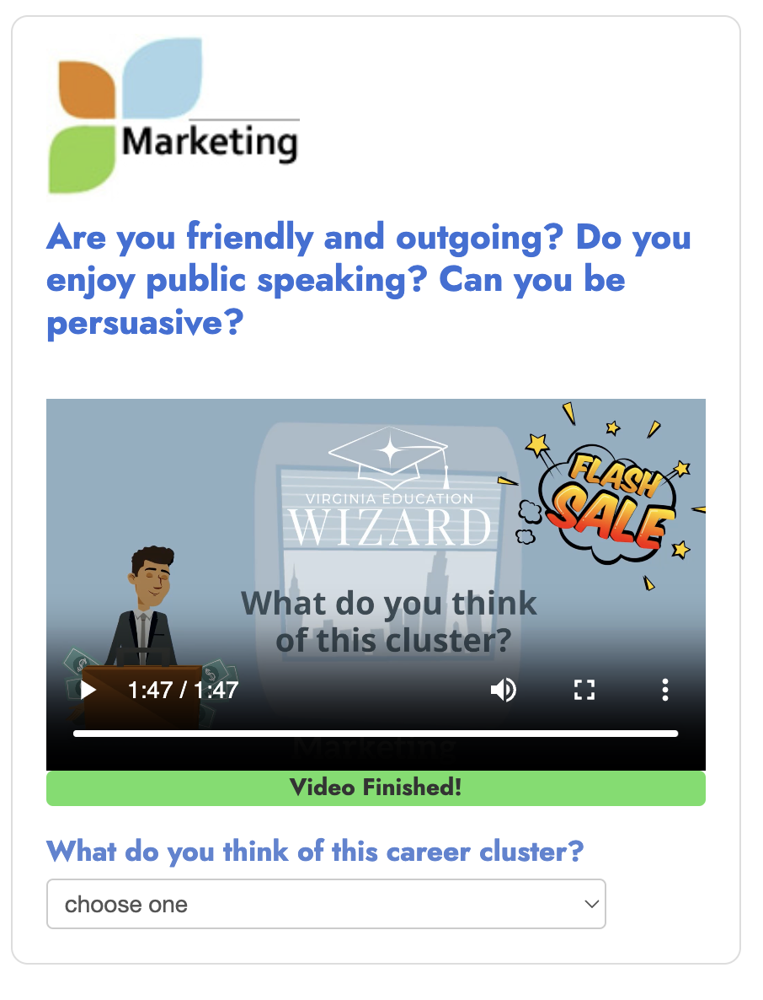 Marketing
Are you friendly and outgoing? Do you
enjoy public speaking? Can you be
persuasive?
VIRGINIA EDUCATION
WIZARD
FLASH
SALE
What do you think
of this cluster?
1:47 / 1:47
Marketing
Video Finished!
What do you think of this career cluster?
choose one